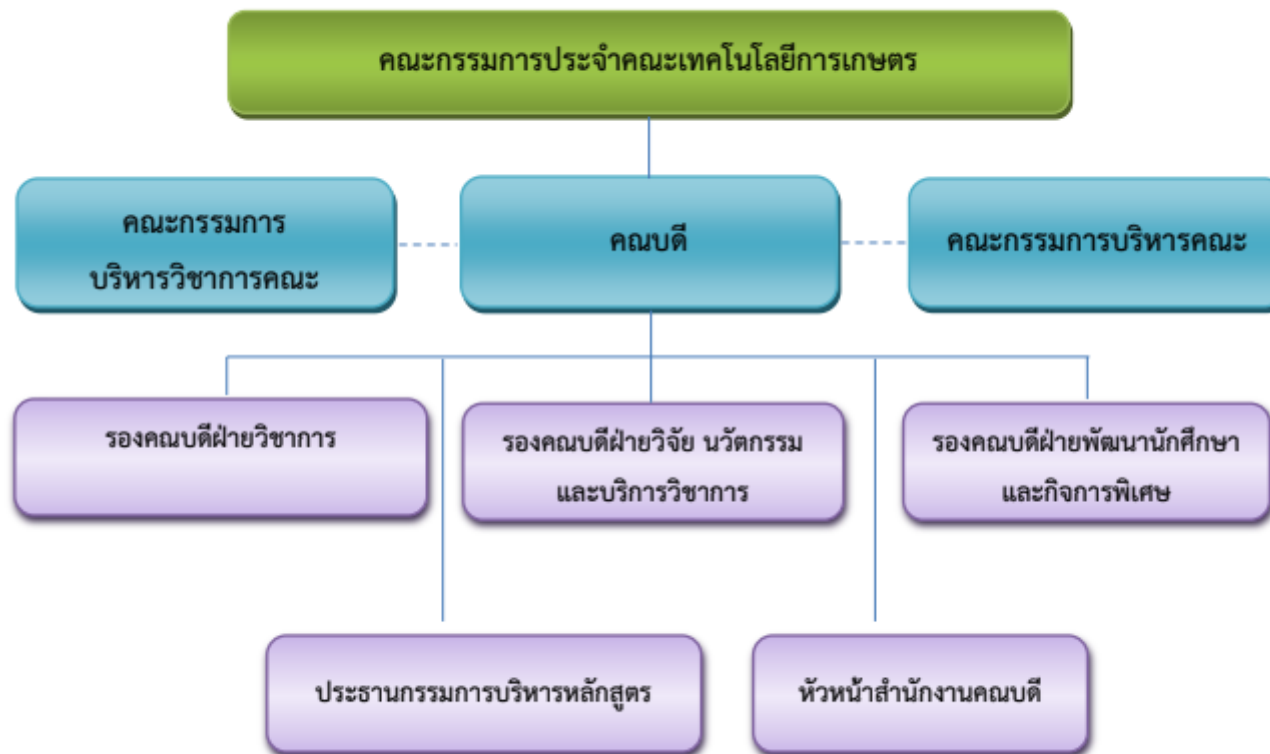 คณะกรรมการประจำคณะเทคโนโลยีการเกษตร
คณะกรรมการ
บริหารวิชาการคณะ
คณบดี
คณะกรรมการบริหารคณะ
รองคณบดีฝ่ายวิชาการ
รองคณบดีฝ่ายวิจัย นวัตกรรม
และบริการวิชาการ
รองคณบดีฝ่ายพัฒนานักศึกษา
และกิจการพิเศษ
ประธานกรรมการบริหารหลักสูตร
หัวหน้าสำนักงานคณบดี